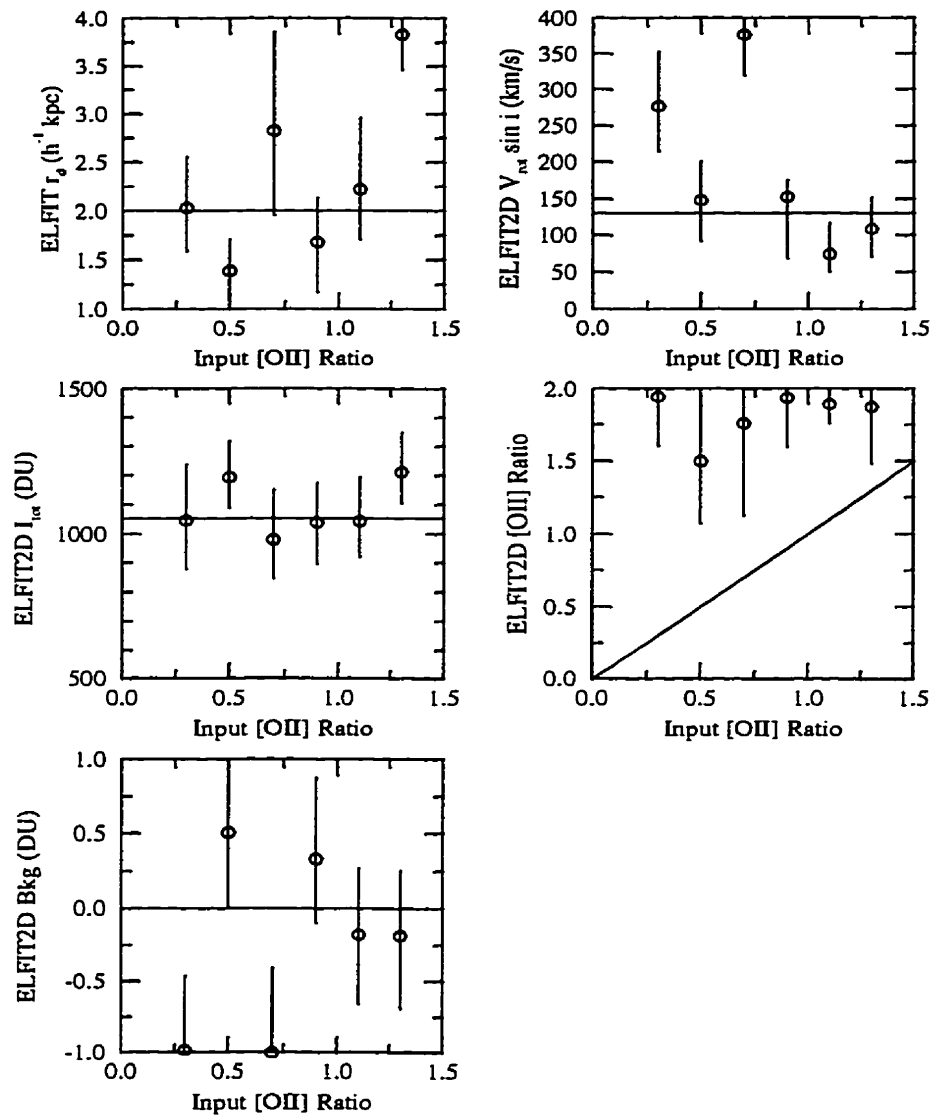 4.0
3.5
3.0
2.5
2.0
1.5
1.0
ELFIT r_d (h^-1 kpc)
0.0 0.5 1.0 1.5
Input [OII] Ratio
400
350
300
250
200
150
100
50
0
ELFIT2D V_rot sin i (km/s)
0.0 0.5 1.0 1.5
Input [OII] Ratio
1500
1000
500
ELFIT2D I_tot (DU)
0.0 0.5 1.0 1.5
Input [OII] Ratio
2.0
1.5
1.0
0.5
0.0
ELFIT2D [OII] Ratio
0.0 0.5 1.0 1.5
Input [OII] Ratio
1.0
0.5
0.0
-0.5
-1.0
ELFIT2D Bkg (DU)
0.0 0.5 1.0 1.5
Input [OII] Ratio